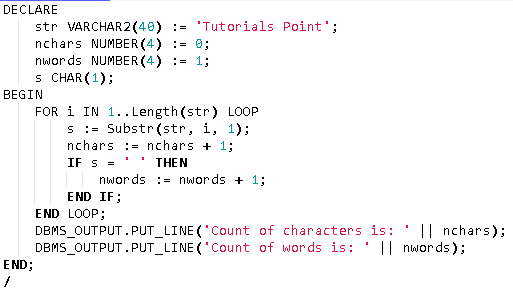 DECLARE
    str VARCHAR2(40) := 'Tutorials Point';
    nchars NUMBER(4) := 0;
    nwords NUMBER(4) := 1;
    s CHAR(1);
BEGIN
    FOR i IN 1..Length(str) LOOP
        s := Substr(str, i, 1);
        nchars := nchars + 1;
        IF s = ' ' THEN
            nwords := nwords + 1;
        END IF;
    END LOOP;
    DBMS_OUTPUT.PUT_LINE('Count of characters is: ' || nchars);
    DBMS_OUTPUT.PUT_LINE('Count of words is: ' || nwords);
END;
/